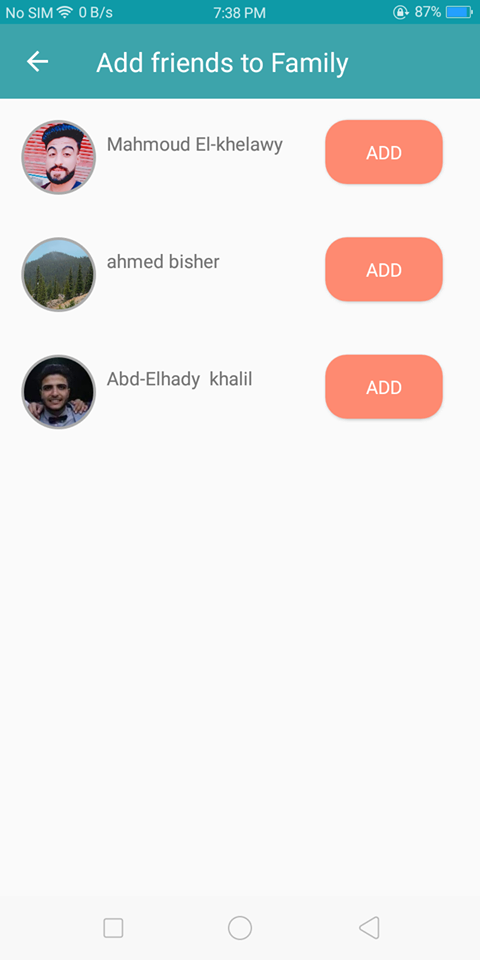 No SIM 0 B/s 7:38 PM 87%
Add friends to Family
Mahmoud El-khelawy ADD
ahmed bisher ADD
Abd-Elhady  khalil ADD